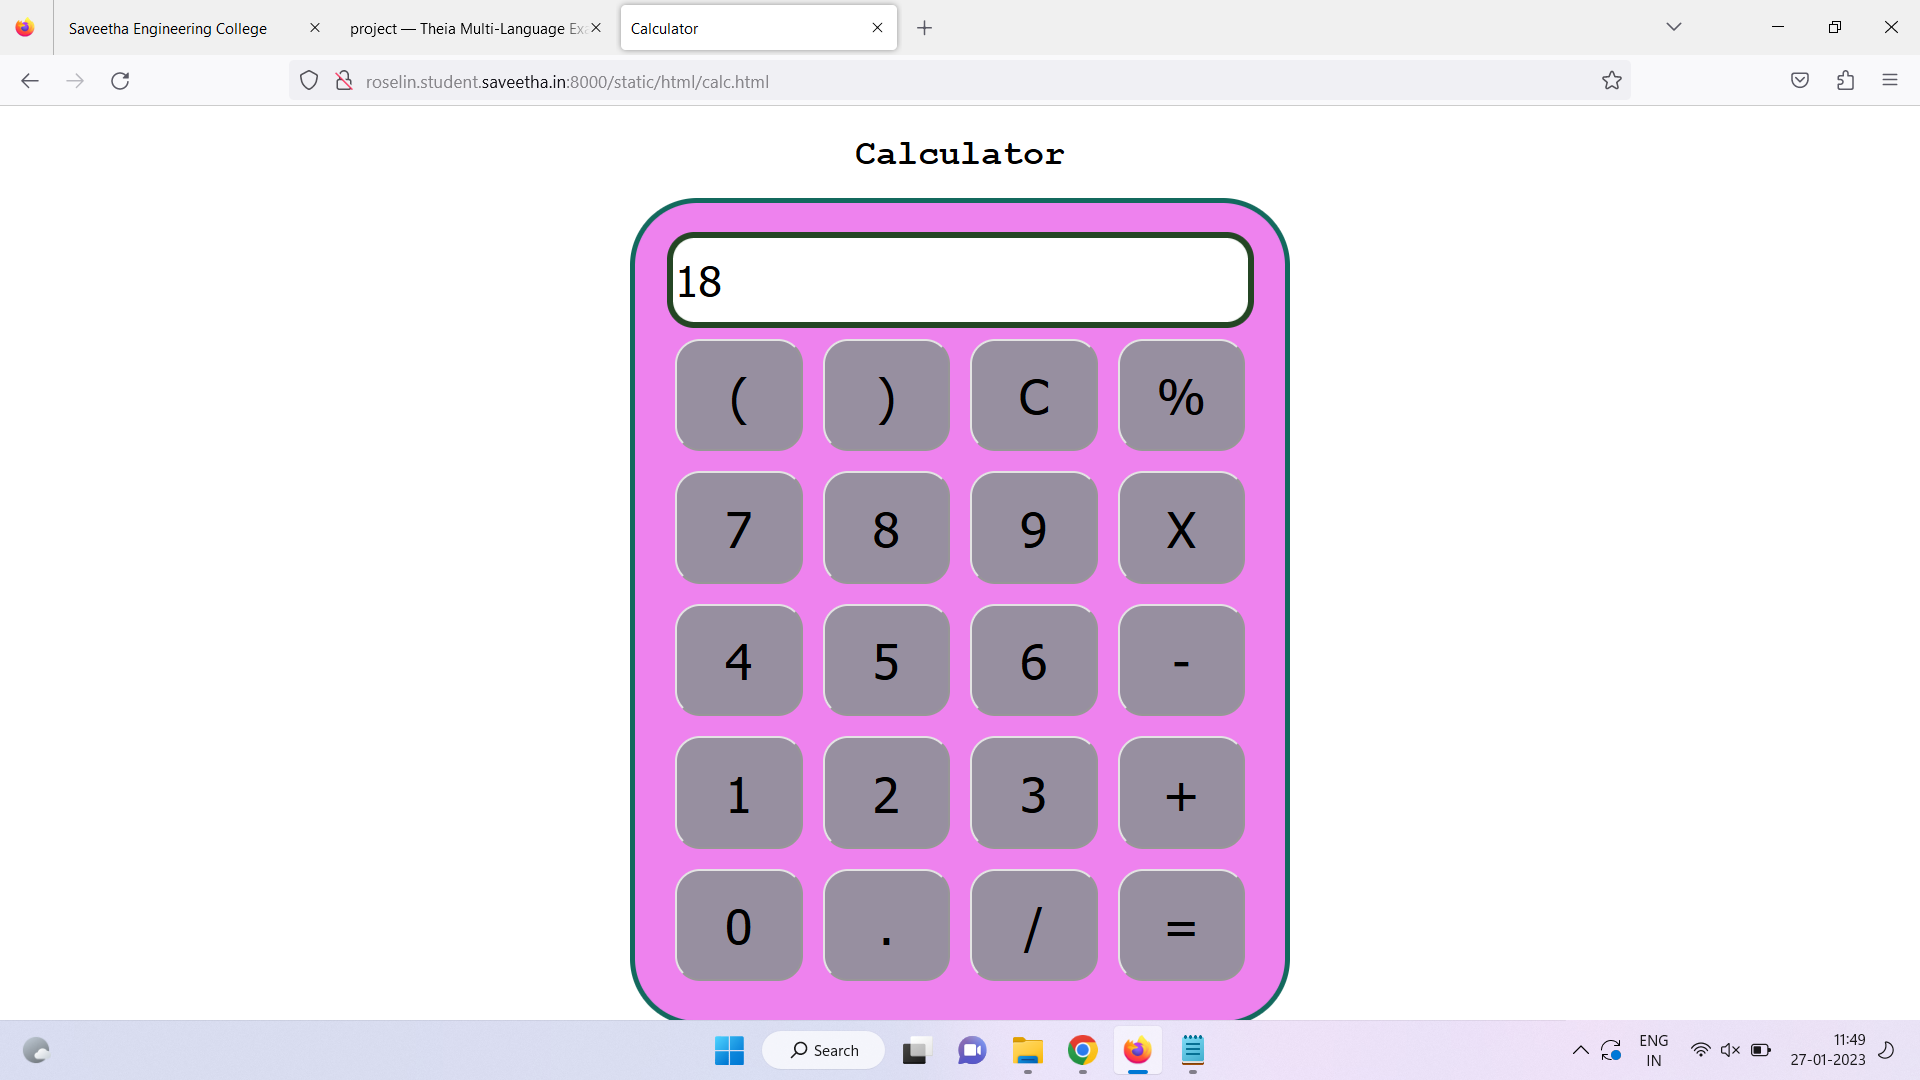 Saveetha Engineering College
project — Theia Multi-Language Ex
Calculator
roselin.student.saveetha.in:8000/static/html/calc.html
Calculator
18
( ) C %
7 8 9 X
4 5 6 -
1 2 3 +
0 . / =
Search
ENG
IN
11:49
27-01-2023